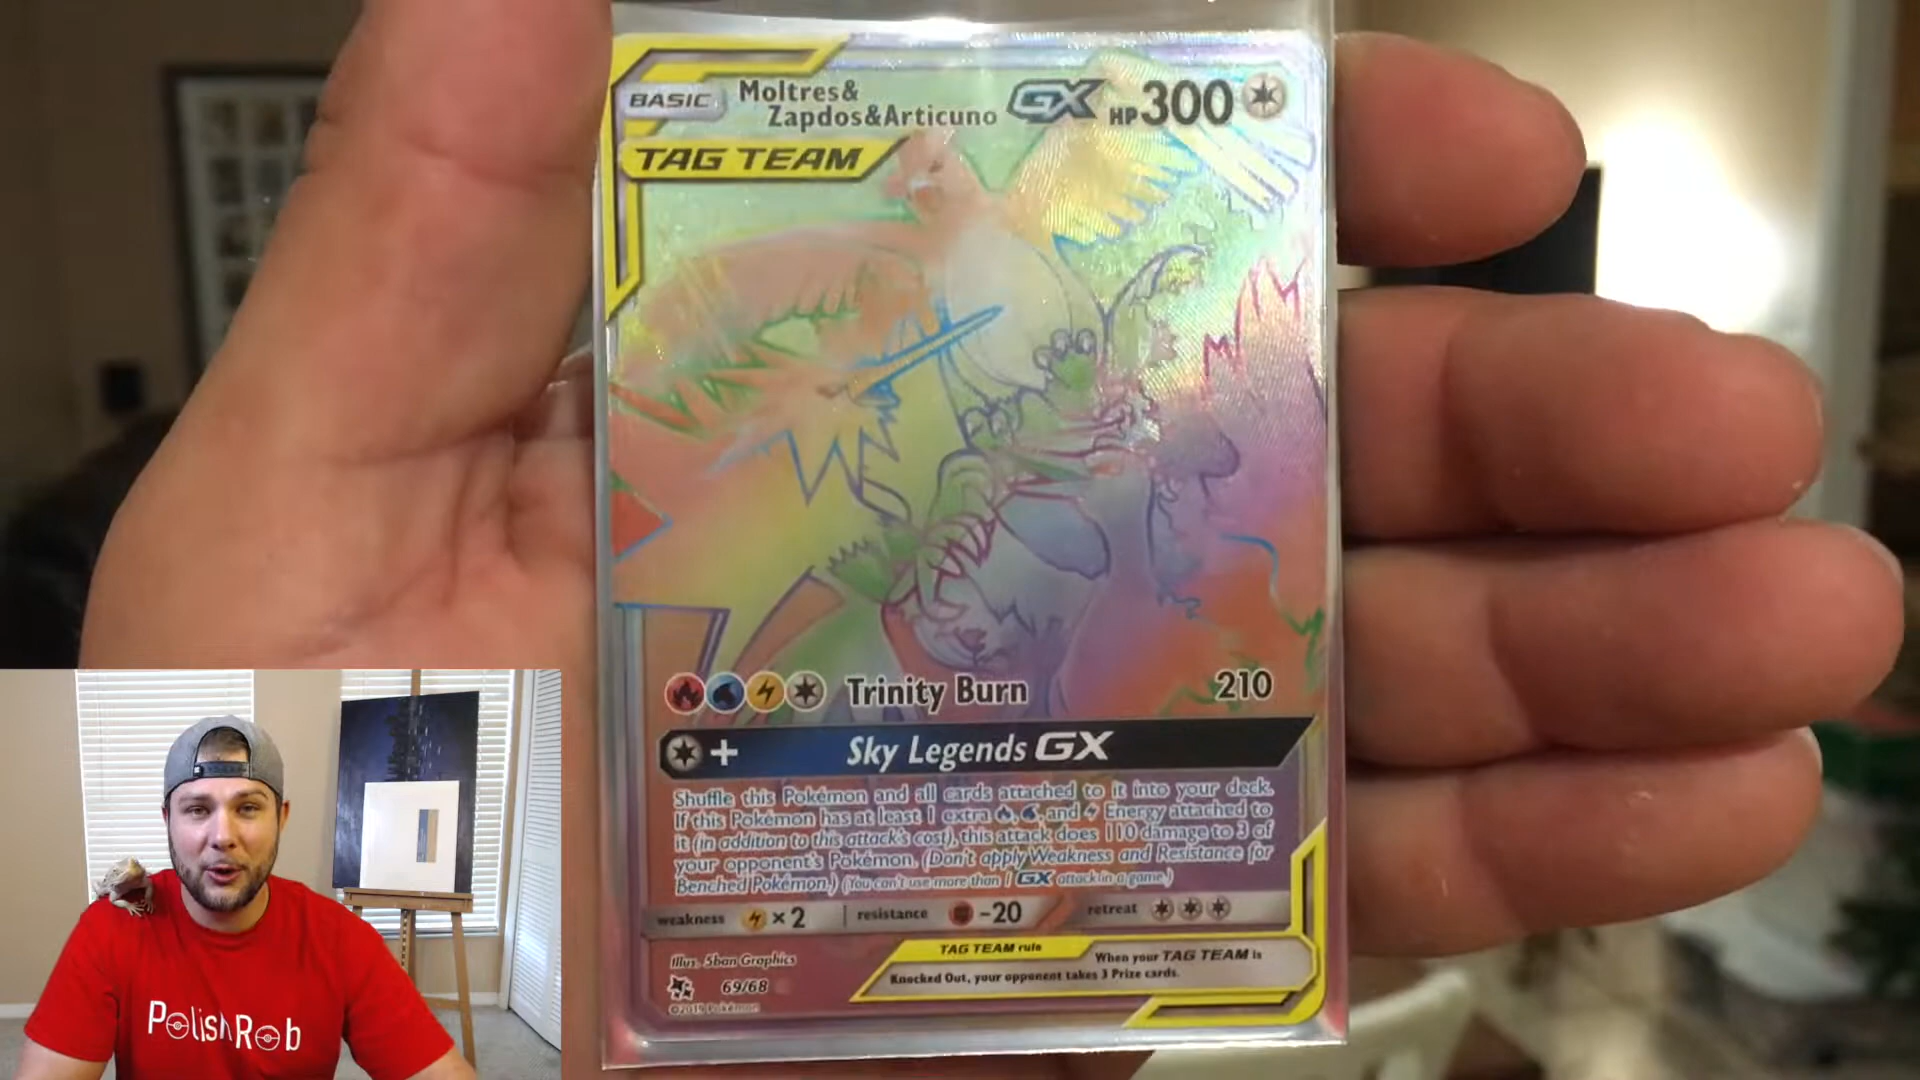 BASIC
Moltres&
Zapdos&Articuno GX HP300
TAG TEAM
Trinity Burn 210
+ Sky Legends GX
Shuffle this Pokémon and all cards attached to it into your deck.
If this Pokémon has at least 1 extra , , and Energy attached to
it (in addition to this attack's cost), this attack does 110 damage to 3 of
your opponent's Pokémon. (Don't apply Weakness and Resistance for
Benched Pokémon.) (You can't use more than 1 GX attack in a game.)
weakness ×2 resistance -20 retreat
TAG TEAM rule When your TAG TEAM is
Knocked Out, your opponent takes 3 Prize cards.
Illus. 5ban Graphics
69/68
©2019 Pokémon
PolishRob